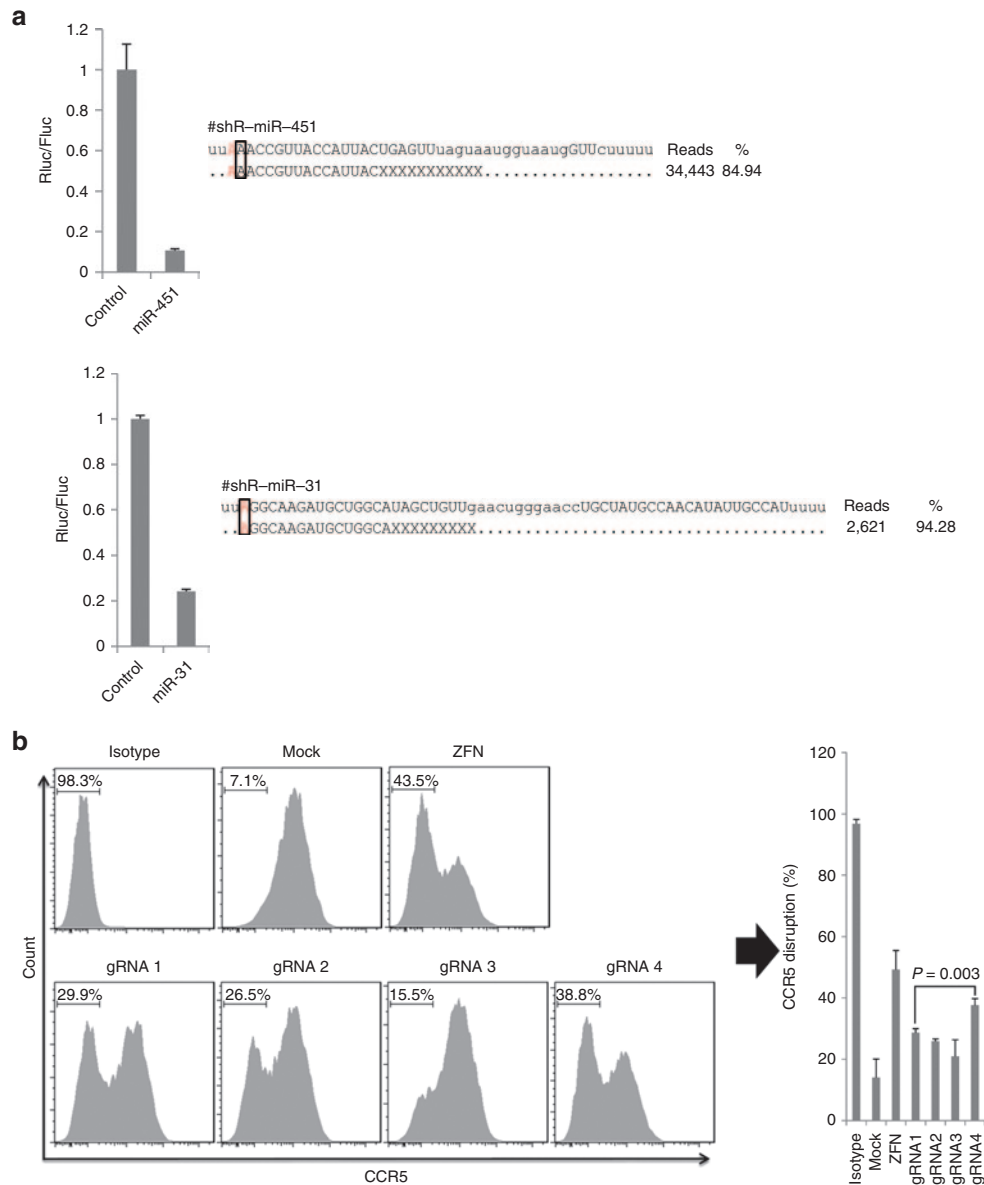 a
1.2
1
0.8
0.6
0.4
0.2
0
Rluc/Fluc
Control
miR-451
#shR–miR–451
uuAAACCGUUACCAUUACUGAGUUuaguaaugguaaugGUUcuuuuu Reads %
..AAACCGUUACCAUUACXXXXXXXXXXX................. 34,443 84.94
1.2
1
0.8
0.6
0.4
0.2
0
Rluc/Fluc
Control
miR-31
#shR–miR–31
uuAGGCAAGAUGCUGGCAUAGCUGUUgaacugggaaccUGCUAUGCCAACAUAUUGCCAUuuuu Reads %
..AGGCAAGAUGCUGGCAXXXXXXXXX..................................... 2,621 94.28
b
Isotype
98.3%
Mock
7.1%
ZFN
43.5%
gRNA 1
29.9%
gRNA 2
26.5%
gRNA 3
15.5%
gRNA 4
38.8%
Count
CCR5
120
100
80
60
40
20
0
CCR5 disruption (%)
P = 0.003
Isotype
Mock
ZFN
gRNA1
gRNA2
gRNA3
gRNA4